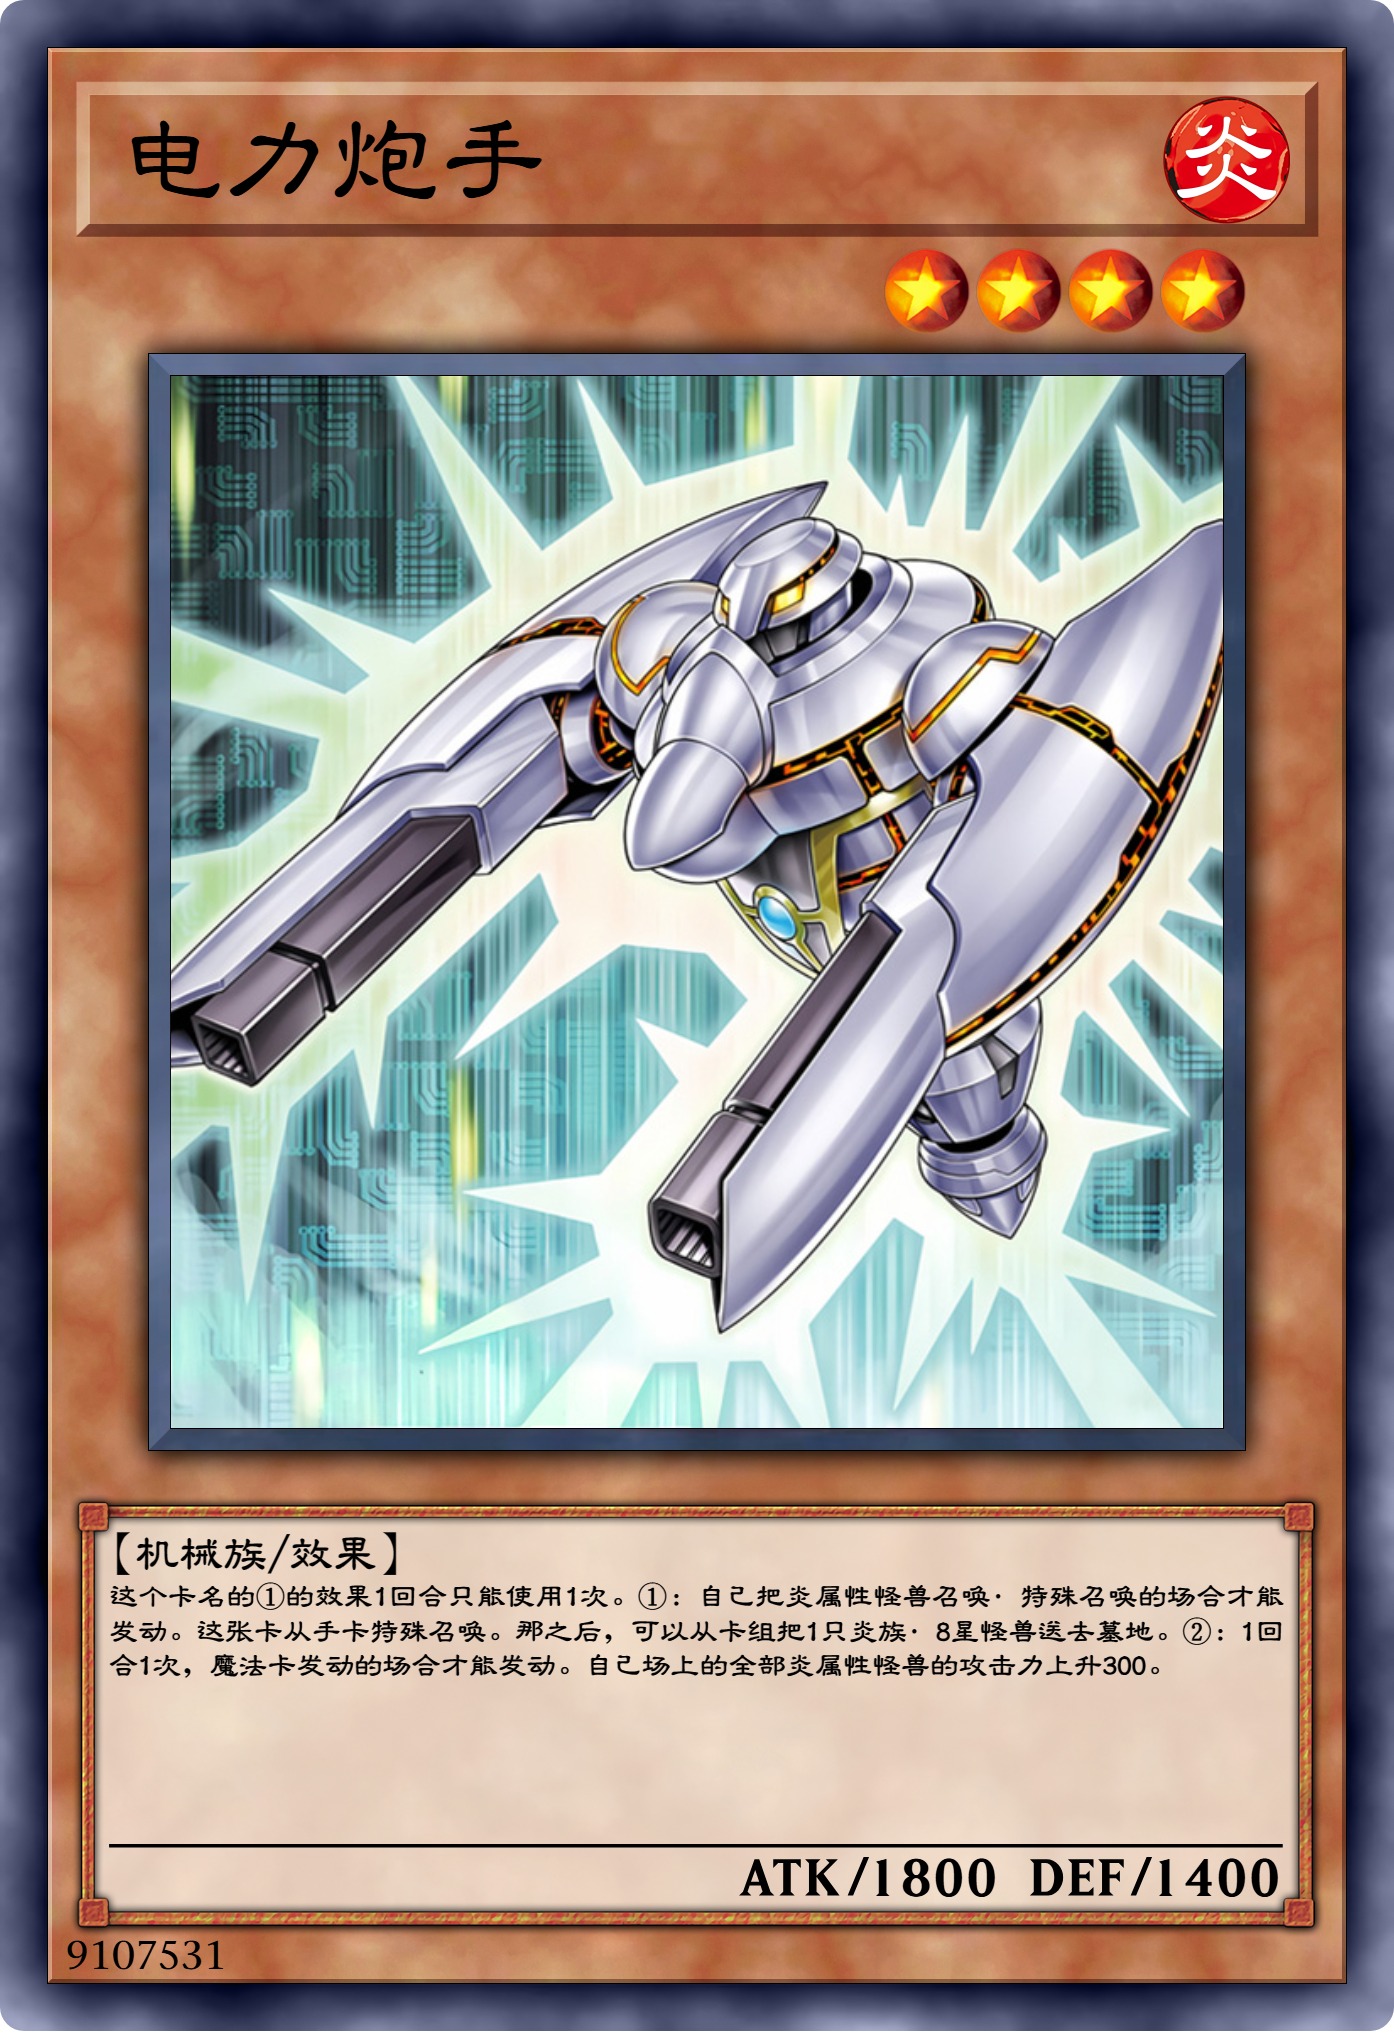 电力炮手
炎
【机械族/效果】
这个卡名的①的效果1回合只能使用1次。①：自己把炎属性怪兽召唤·特殊召唤的场合才能
发动。这张卡从手卡特殊召唤。那之后，可以从卡组把1只炎族·8星怪兽送去墓地。②：1回
合1次，魔法卡发动的场合才能发动。自己场上的全部炎属性怪兽的攻击力上升300。
ATK/1800 DEF/1400
9107531